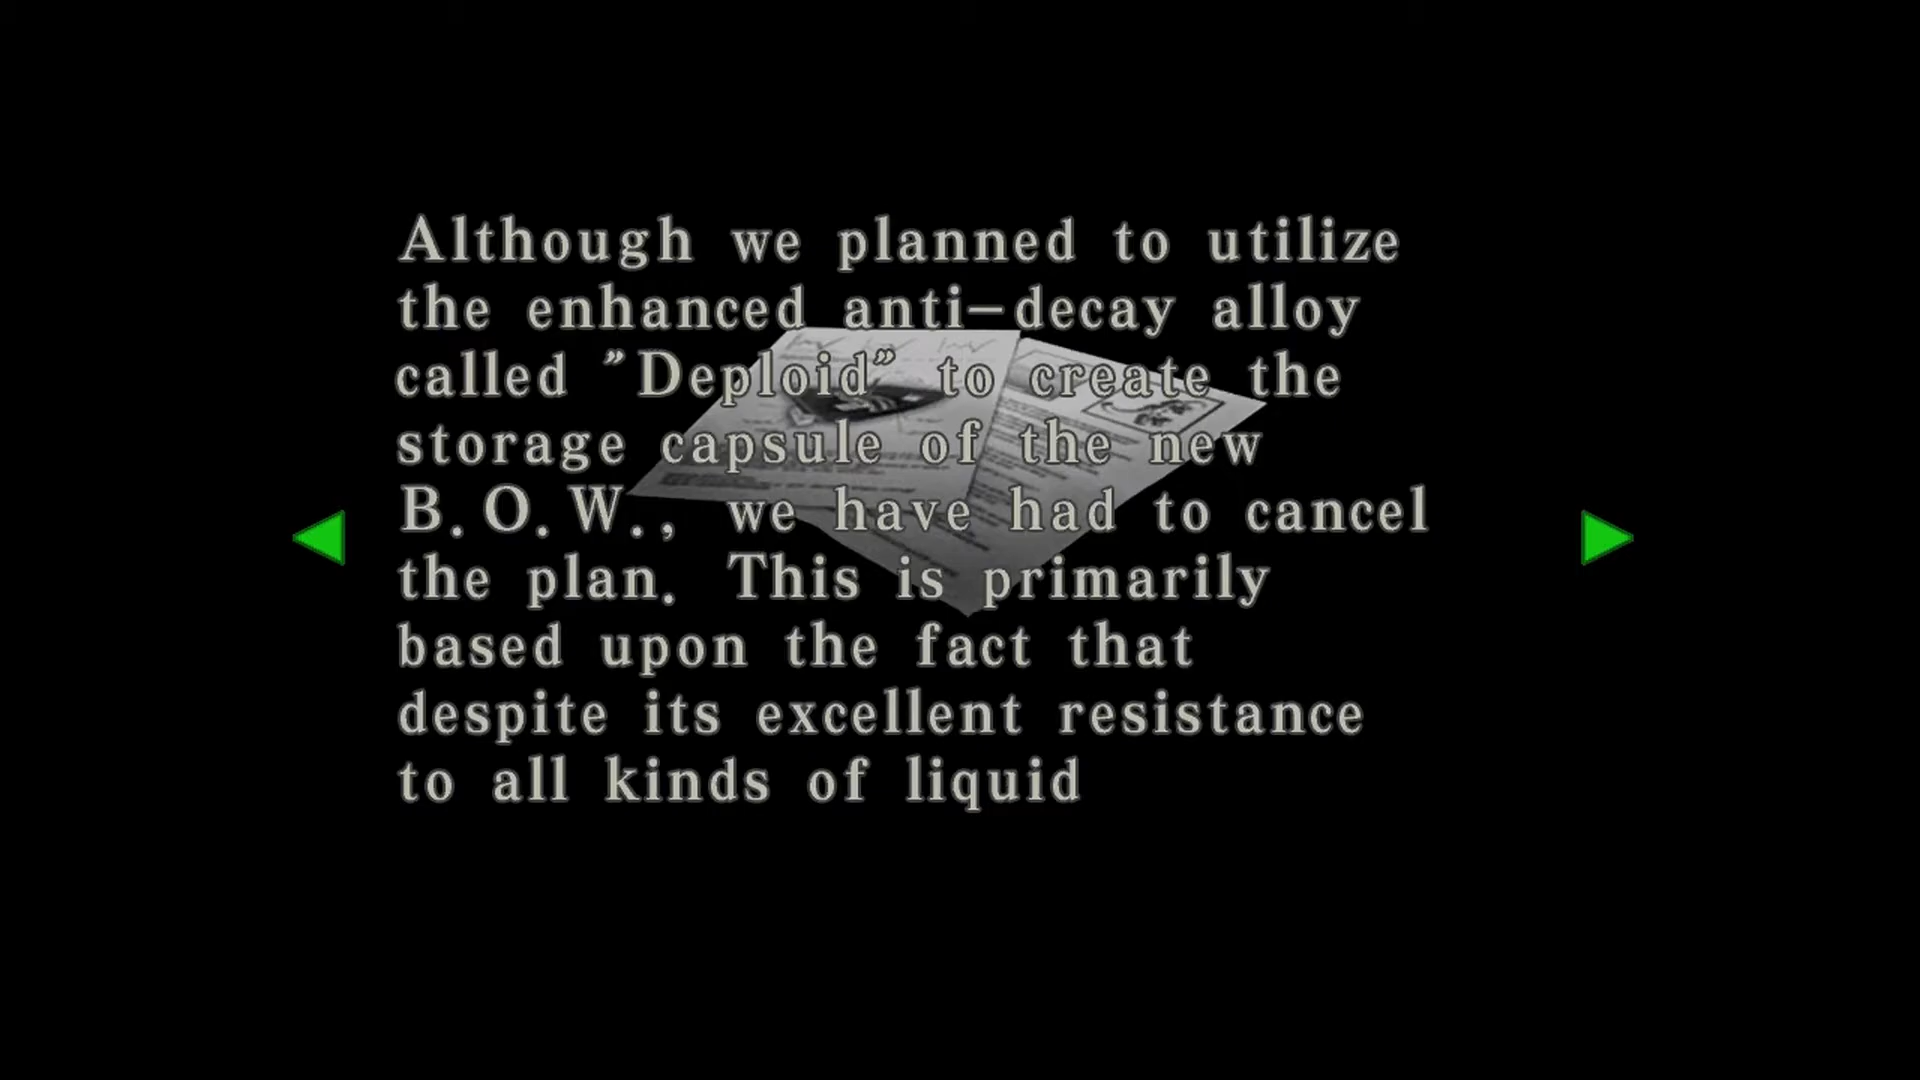 Although we planned to utilize
the enhanced anti-decay alloy
called "Deploid" to create the
storage capsule of the new
B.O.W., we have had to cancel
the plan. This is primarily
based upon the fact that
despite its excellent resistance
to all kinds of liquid